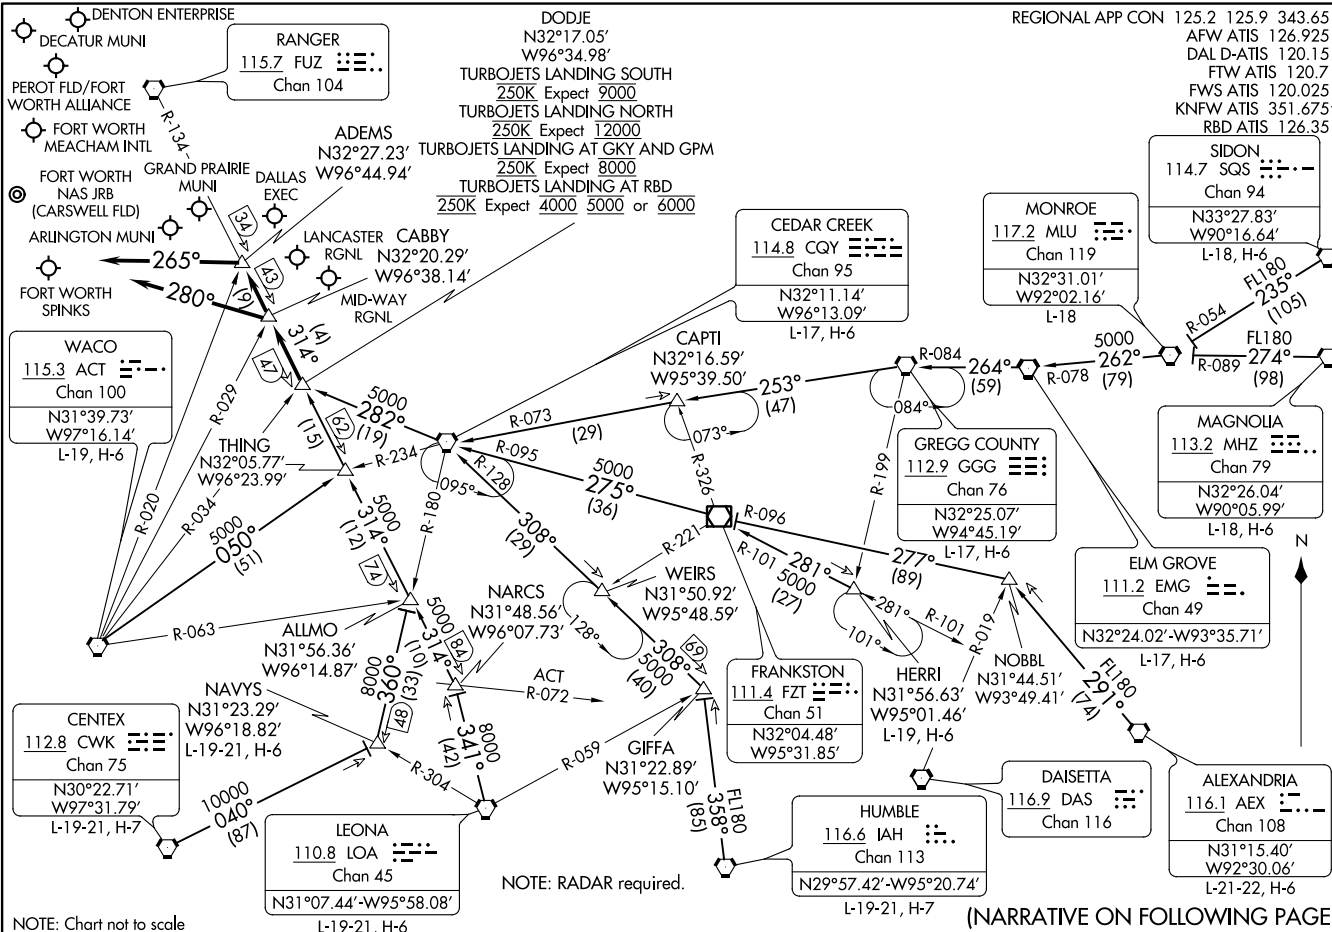 DENTON ENTERPRISE
DECATUR MUNI
PEROT FLD/FORT
WORTH ALLIANCE
FORT WORTH
MEACHAM INTL
FORT WORTH
NAS JRB
(CARSWELL FLD)
GRAND PRAIRIE
MUNI
DALLAS
EXEC
ARLINGTON MUNI
LANCASTER
RGNL
MID-WAY
RGNL
FORT WORTH
SPINKS
RANGER
115.7 FUZ
Chan 104
R-134
ADEMS
N32°27.23'
W96°44.94'
DODJE
N32°17.05'
W96°34.98'
TURBOJETS LANDING SOUTH
250K Expect 9000
TURBOJETS LANDING NORTH
250K Expect 12000
TURBOJETS LANDING AT GKY AND GPM
250K Expect 8000
TURBOJETS LANDING AT RBD
250K Expect 4000 5000 or 6000
REGIONAL APP CON 125.2 125.9 343.65
AFW ATIS 126.925
DAL D-ATIS 120.15
FTW ATIS 120.7
FWS ATIS 120.025
KNFW ATIS 351.675
RBD ATIS 126.35
CABBY
N32°20.29'
W96°38.14'
34
43
265°
(9)
280°
(4)
314°
47
CEDAR CREEK
114.8 CQY
Chan 95
N32°11.14'
W96°13.09'
L-17, H-6
MONROE
117.2 MLU
Chan 119
N32°31.01'
W92°02.16'
L-18
SIDON
114.7 SQS
Chan 94
N33°27.83'
W90°16.64'
L-18, H-6
FL180
235°
(105)
R-054
FL180
274°
(98)
R-089
5000
262°
(79)
R-078
R-084
264°
(59)
084°
CAPTI
N32°16.59'
W95°39.50'
253°
(47)
073°
R-073
(29)
WACO
115.3 ACT
Chan 100
N31°39.73'
W97°16.14'
L-19, H-6
R-020
R-029
R-034
5000
050°
(51)
R-063
THING
N32°05.77'
W96°23.99'
62
(15)
5000
282°
(19)
R-234
095°
R-128
R-180
R-095
5000
275°
(36)
R-326
R-199
GREGG COUNTY
112.9 GGG
Chan 76
N32°25.07'
W94°45.19'
L-17, H-6
MAGNOLIA
113.2 MHZ
Chan 79
N32°26.04'
W90°05.99'
L-18, H-6
N
ELM GROVE
111.2 EMG
Chan 49
N32°24.02'-W93°35.71'
L-17, H-6
5000
314°
(12)
74
308°
(29)
R-221
R-096
277°
(89)
R-101
281°
5000
(27)
281°
101°
R-101
R-019
ALLMO
N31°56.36'
W96°14.87'
NARCS
N31°48.56'
W96°07.73'
5000
314°
(10)
84
ACT
R-072
WEIRS
N31°50.92'
W95°48.59'
128°
308°
5000
(40)
69
FRANKSTON
111.4 FZT
Chan 51
N32°04.48'
W95°31.85'
HERRI
N31°56.63'
W95°01.46'
L-19, H-6
NOBBL
N31°44.51'
W93°49.41'
FL180
291°
(74)
NAVYS
N31°23.29'
W96°18.82'
L-19-21, H-6
8000
360°
(33)
48
8000
341°
(42)
R-304
R-059
GIFFA
N31°22.89'
W95°15.10'
FL180
358°
(85)
CENTEX
112.8 CWK
Chan 75
N30°22.71'
W97°31.79'
L-19-21, H-7
10000
040°
(87)
LEONA
110.8 LOA
Chan 45
N31°07.44'-W95°58.08'
L-19-21, H-6
HUMBLE
116.6 IAH
Chan 113
N29°57.42'-W95°20.74'
L-19-21, H-7
DAISETTA
116.9 DAS
Chan 116
ALEXANDRIA
116.1 AEX
Chan 108
N31°15.40'
W92°30.06'
L-21-22, H-6
NOTE: RADAR required.
NOTE: Chart not to scale
(NARRATIVE ON FOLLOWING PAGE